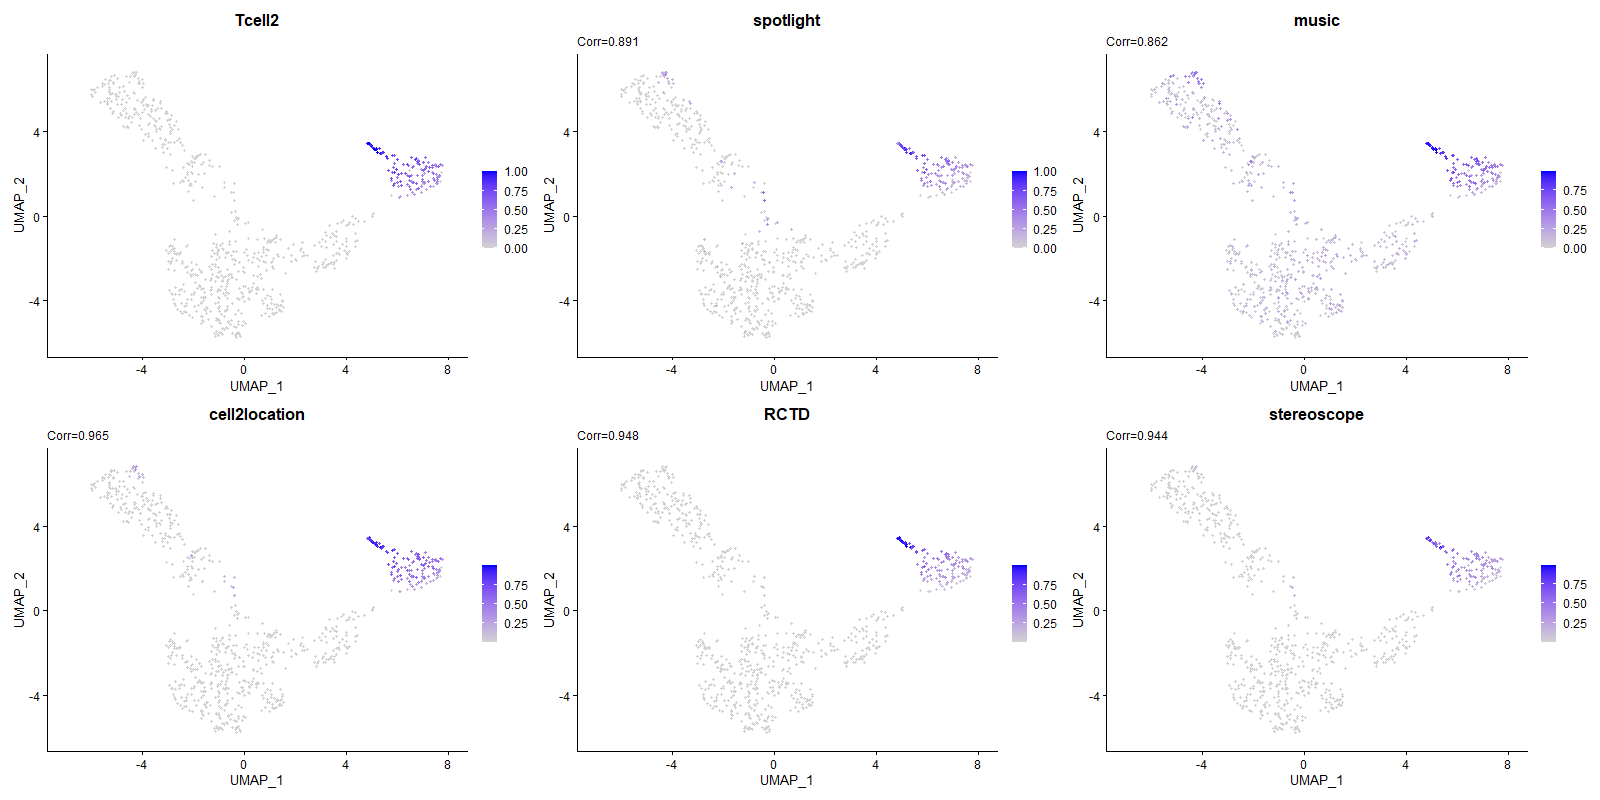 Tcell2
UMAP_2
4
0
-4
-4
0
4
8
UMAP_1
1.00
0.75
0.50
0.25
0.00
spotlight
Corr=0.891
UMAP_2
4
0
-4
-4
0
4
8
UMAP_1
1.00
0.75
0.50
0.25
0.00
music
Corr=0.862
UMAP_2
4
0
-4
-4
0
4
8
UMAP_1
0.75
0.50
0.25
0.00
cell2location
Corr=0.965
UMAP_2
4
0
-4
-4
0
4
8
UMAP_1
0.75
0.50
0.25
RCTD
Corr=0.948
UMAP_2
4
0
-4
-4
0
4
8
UMAP_1
0.75
0.50
0.25
stereoscope
Corr=0.944
UMAP_2
4
0
-4
-4
0
4
8
UMAP_1
0.75
0.50
0.25